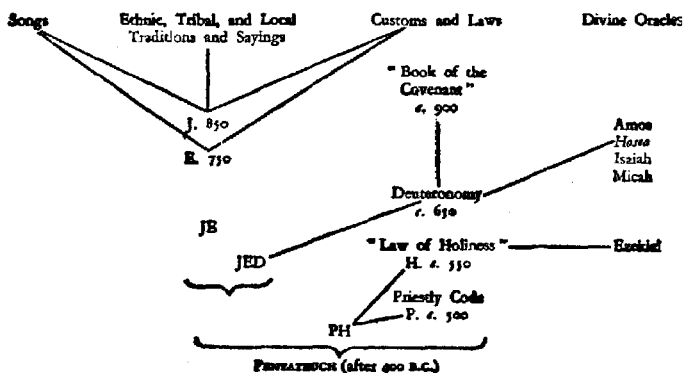 Songs
Ethnic, Tribal, and Local
Traditions and Sayings
Customs and Laws
Divine Oracles
"Book of the
Covenant"
c. 900
J. 850
E. 750
Amos
Hosea
Isaiah
Micah
Deuteronomy
c. 650
JE
JED
"Law of Holiness"
H. c. 550
Ezekiel
Priestly Code
P. c. 500
PH
PENTATEUCH (after 400 B.C.)